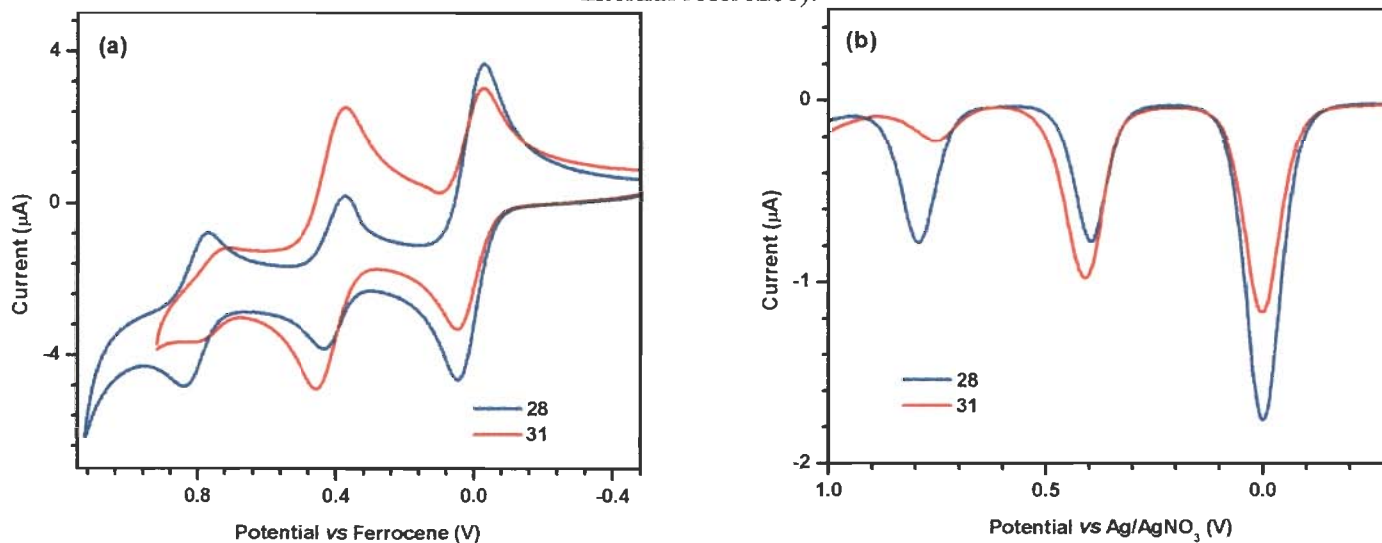 (a)
4
0
-4
Current (µA)
0.8 0.4 0.0 -0.4
Potential vs Ferrocene (V)
28
31
(b)
0
-1
-2
Current (µA)
1.0 0.5 0.0
Potential vs Ag/AgNO₃ (V)
28
31